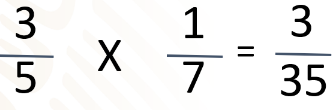 3/5 X 1/7 = 3/35